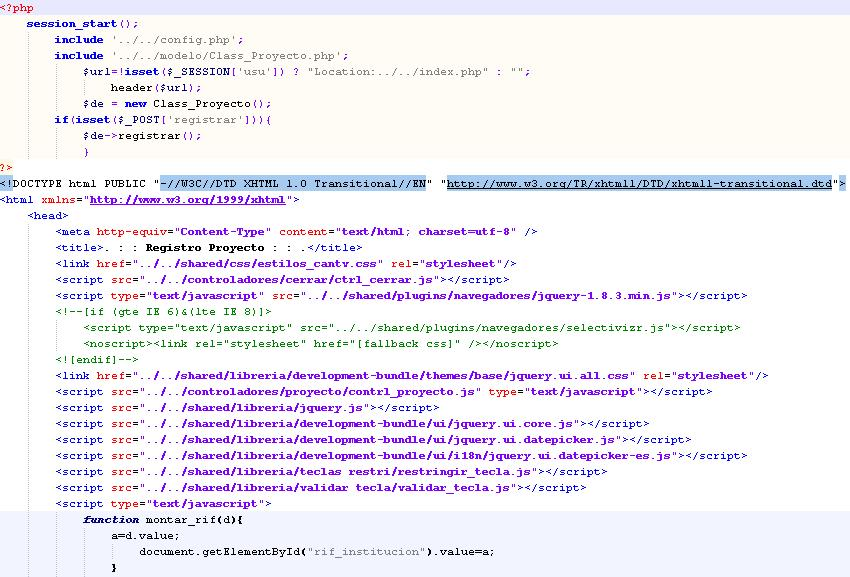 <?php
session_start();
include '../../config.php';
include '../../modelo/Class_Proyecto.php';
$url=!isset($_SESSION['usu']) ? "Location:../../index.php" : "";
header($url);
$de = new Class_Proyecto();
if(isset($_POST['registrar'])){
$de->registrar();
}
?>
<!DOCTYPE html PUBLIC "-//W3C//DTD XHTML 1.0 Transitional//EN" "http://www.w3.org/TR/xhtml1/DTD/xhtml1-transitional.dtd">
<html xmlns="http://www.w3.org/1999/xhtml">
<head>
<meta http-equiv="Content-Type" content="text/html; charset=utf-8" />
<title>. : : Registro Proyecto : : .</title>
<link href="../../shared/css/estilos_cantv.css" rel="stylesheet"/>
<script src="../../controladores/cerrar/ctrl_cerrar.js"></script>
<script type="text/javascript" src="../../shared/plugins/navegadores/jquery-1.8.3.min.js"></script>
<!--[if (gte IE 6)&(lte IE 8)]>
<script type="text/javascript" src="../../shared/plugins/navegadores/selectivizr.js"></script>
<noscript><link rel="stylesheet" href="[fallback css]" /></noscript>
<![endif]-->
<link href="../../shared/libreria/development-bundle/themes/base/jquery.ui.all.css" rel="stylesheet"/>
<script src="../../controladores/proyecto/contrl_proyecto.js" type="text/javascript"></script>
<script src="../../shared/libreria/jquery.js"></script>
<script src="../../shared/libreria/development-bundle/ui/jquery.ui.core.js"></script>
<script src="../../shared/libreria/development-bundle/ui/jquery.ui.datepicker.js"></script>
<script src="../../shared/libreria/development-bundle/ui/i18n/jquery.ui.datepicker-es.js"></script>
<script src="../../shared/libreria/teclas restri/restringir_tecla.js"></script>
<script src="../../shared/libreria/validar tecla/validar_tecla.js"></script>
<script type="text/javascript">
function montar_rif(d){
a=d.value;
document.getElementById("rif_institucion").value=a;
}